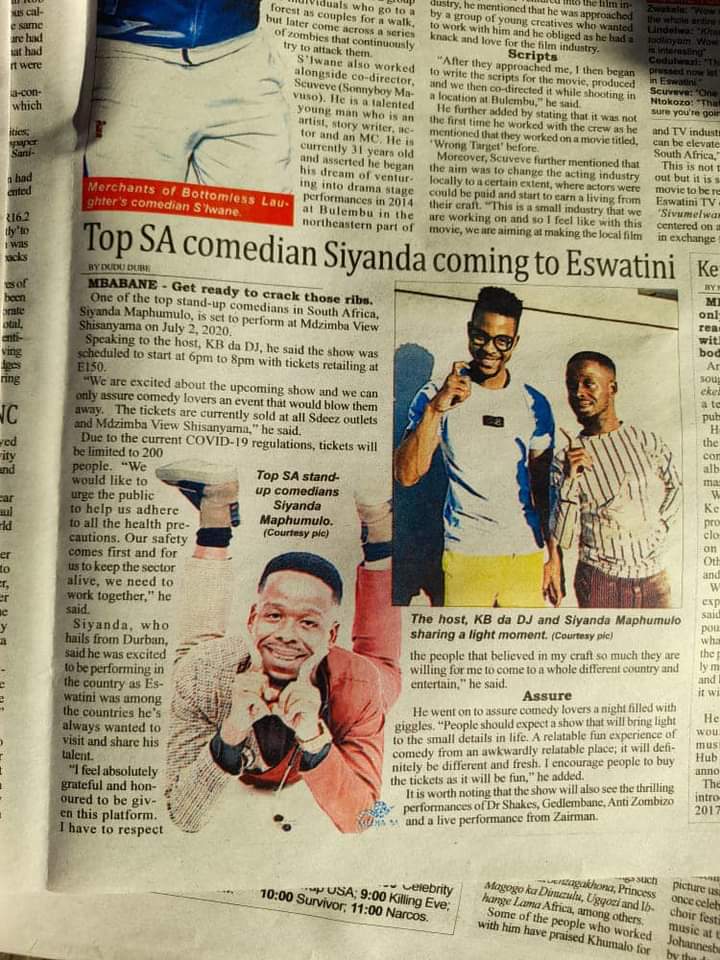 forest as couples for a walk,
but later come across a series
of zombies that continuously
try to attack them.
S'Iwane also worked
alongside co-director,
Scuveve (Sonnyboy Ma-
vuso). He is a talented
young man who is an
artist, story writer, ac-
tor and an MC. He is
currently 31 years old
and asserted he began
his dream of ventur-
ing into drama stage
performances in 2014
at Bulembu in the
northeastern part of
dustry, he mentioned that he was approached
by a group of young creatives who wanted
to work with him and he obliged as he had a
knack and love for the film industry.
Scripts
"After they approached me, I then began
to write the scripts for the movie, produced
and we then co-directed it while shooting in
a location at Bulembu," he said.
He further added by stating that it was not
the first time he worked with the crew as he
mentioned that they worked on a movie titled,
'Wrong Target' before.
Moreover, Scuveve further mentioned that
the aim was to change the acting industry
locally to a certain extent, where actors were
could be paid and start to earn a living from
their craft. "This is a small industry that we
are working on and so I feel like with this
movie, we are aiming at making the local film
Merchants of Bottomless Lau-
ghter's comedian S'Iwane.
Top SA comedian Siyanda coming to Eswatini
BY DUDU DUBE
MBABANE - Get ready to crack those ribs.
One of the top stand-up comedians in South Africa,
Siyanda Maphumulo, is set to perform at Mdzimba View
Shisanyama on July 2, 2020.
Speaking to the host, KB da DJ, he said the show was
scheduled to start at 6pm to 8pm with tickets retailing at
E150.
"We are excited about the upcoming show and we can
only assure comedy lovers an event that would blow them
away. The tickets are currently sold at all Sdeez outlets
and Mdzimba View Shisanyama," he said.
Due to the current COVID-19 regulations, tickets will
be limited to 200
people. "We
would like to
urge the public
to help us adhere
to all the health pre-
cautions. Our safety
comes first and for
us to keep the sector
alive, we need to
work together," he
said.
Siyanda, who
hails from Durban,
said he was excited
to be performing in
the country as Es-
watini was among
the countries he's
always wanted to
visit and share his
talent.
"I feel absolutely
grateful and hon-
oured to be giv-
en this platform.
I have to respect
Top SA stand-
up comedians
Siyanda
Maphumulo.
(Courtesy pic)
The host, KB da DJ and Siyanda Maphumulo
sharing a light moment. (Courtesy pic)
the people that believed in my craft so much they are
willing for me to come to a whole different country and
entertain," he said.
Assure
He went on to assure comedy lovers a night filled with
giggles. "People should expect a show that will bring light
to the small details in life. A relatable fun experience of
comedy from an awkwardly relatable place; it will defi-
nitely be different and fresh. I encourage people to buy
the tickets as it will be fun," he added.
It is worth noting that the show will also see the thrilling
performances of Dr Shakes, Gedlembane, Anti Zombizo
and a live performance from Zairman.
USA; 9:00 Killing Eve;
10:00 Survivor; 11:00 Narcos.
Magogo ka Dinuzulu, Ugqozi and Ib-
hange Lama Africa, among others.
Some of the people who worked
with him have praised Khumalo for